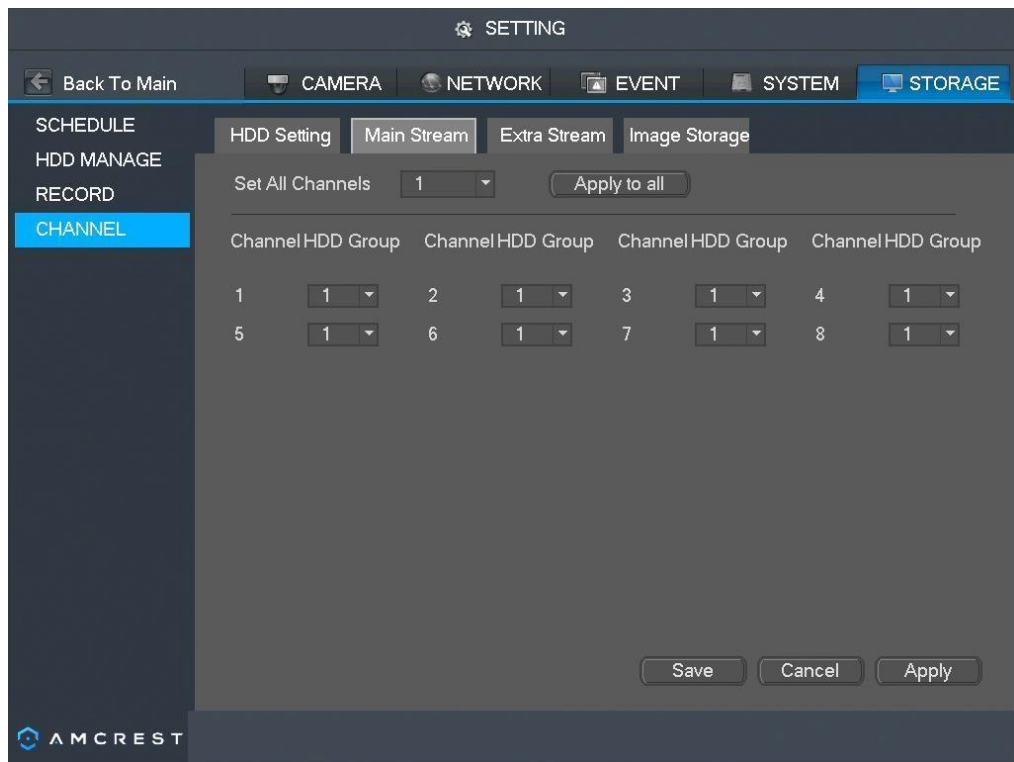 SETTING
Back To Main CAMERA NETWORK EVENT SYSTEM STORAGE
SCHEDULE
HDD MANAGE
RECORD
CHANNEL
HDD Setting Main Stream Extra Stream Image Storage
Set All Channels 1 Apply to all
Channel HDD Group Channel HDD Group Channel HDD Group Channel HDD Group
1 1 2 1 3 1 4 1
5 1 6 1 7 1 8 1
Save Cancel Apply
AMCREST